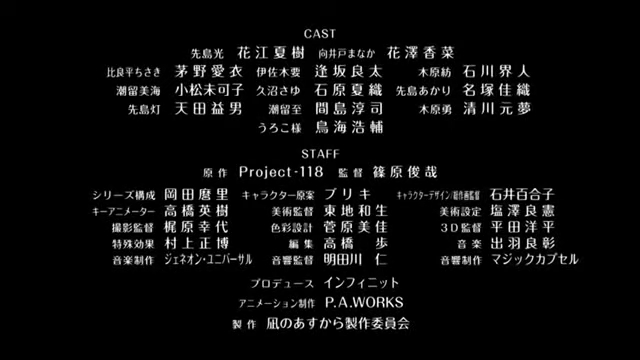 CAST
先島光 花江夏樹 向井戸まなか 花澤香菜
比良平ちさき 茅野愛衣 伊佐木要 逢坂良太 木原紡 石川界人
潮留美海 小松未可子 久沼さゆ 石原夏織 先島あかり 名塚佳織
先島灯 天田益男 潮留至 間島淳司 木原勇 清川元夢
うろこ様 鳥海浩輔
STAFF
原作 Project-118 監督 篠原俊哉
シリーズ構成 岡田麿里 キャラクター原案 ブリキ キャラクターデザイン/総作画監督 石井百合子
キーアニメーター 高橋英樹 美術監督 東地和生 美術設定 塩澤良憲
撮影監督 梶原幸代 色彩設計 菅原美佳 3D監督 平田洋平
特殊効果 村上正博 編集 高橋歩 音楽 出羽良彰
音楽制作 ジェネオン・ユニバーサル 音響監督 明田川仁 音響制作 マジックカプセル
プロデュース インフィニット
アニメーション制作 P.A.WORKS
製作 凪のあすから製作委員会